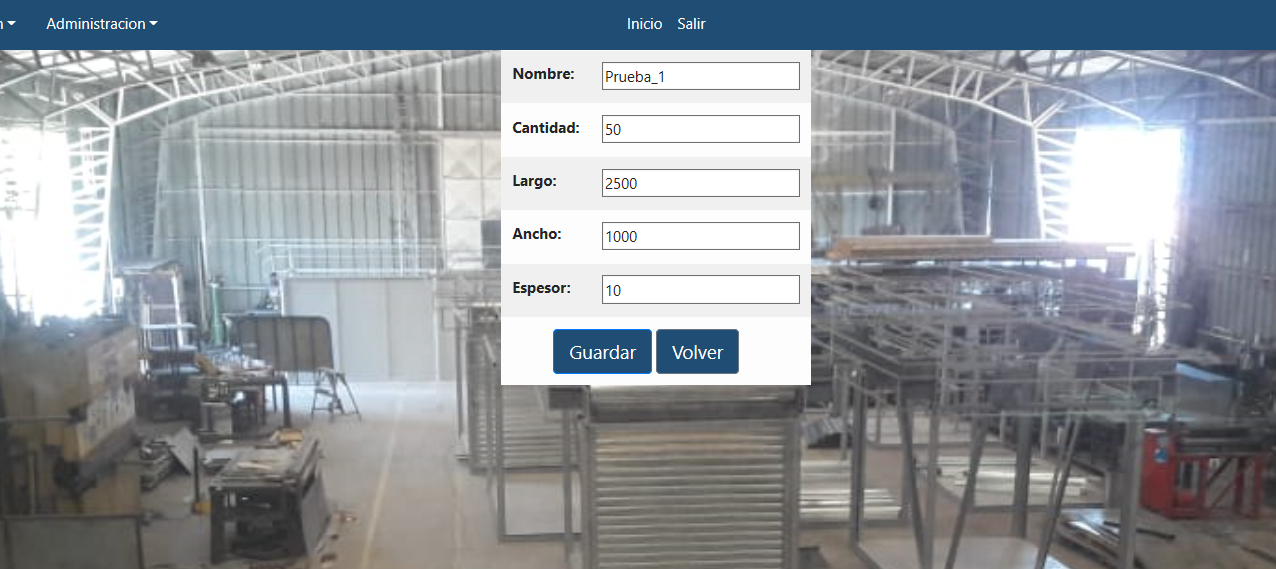 Administracion
Inicio Salir
Nombre: Prueba_1
Cantidad: 50
Largo: 2500
Ancho: 1000
Espesor: 10
Guardar Volver